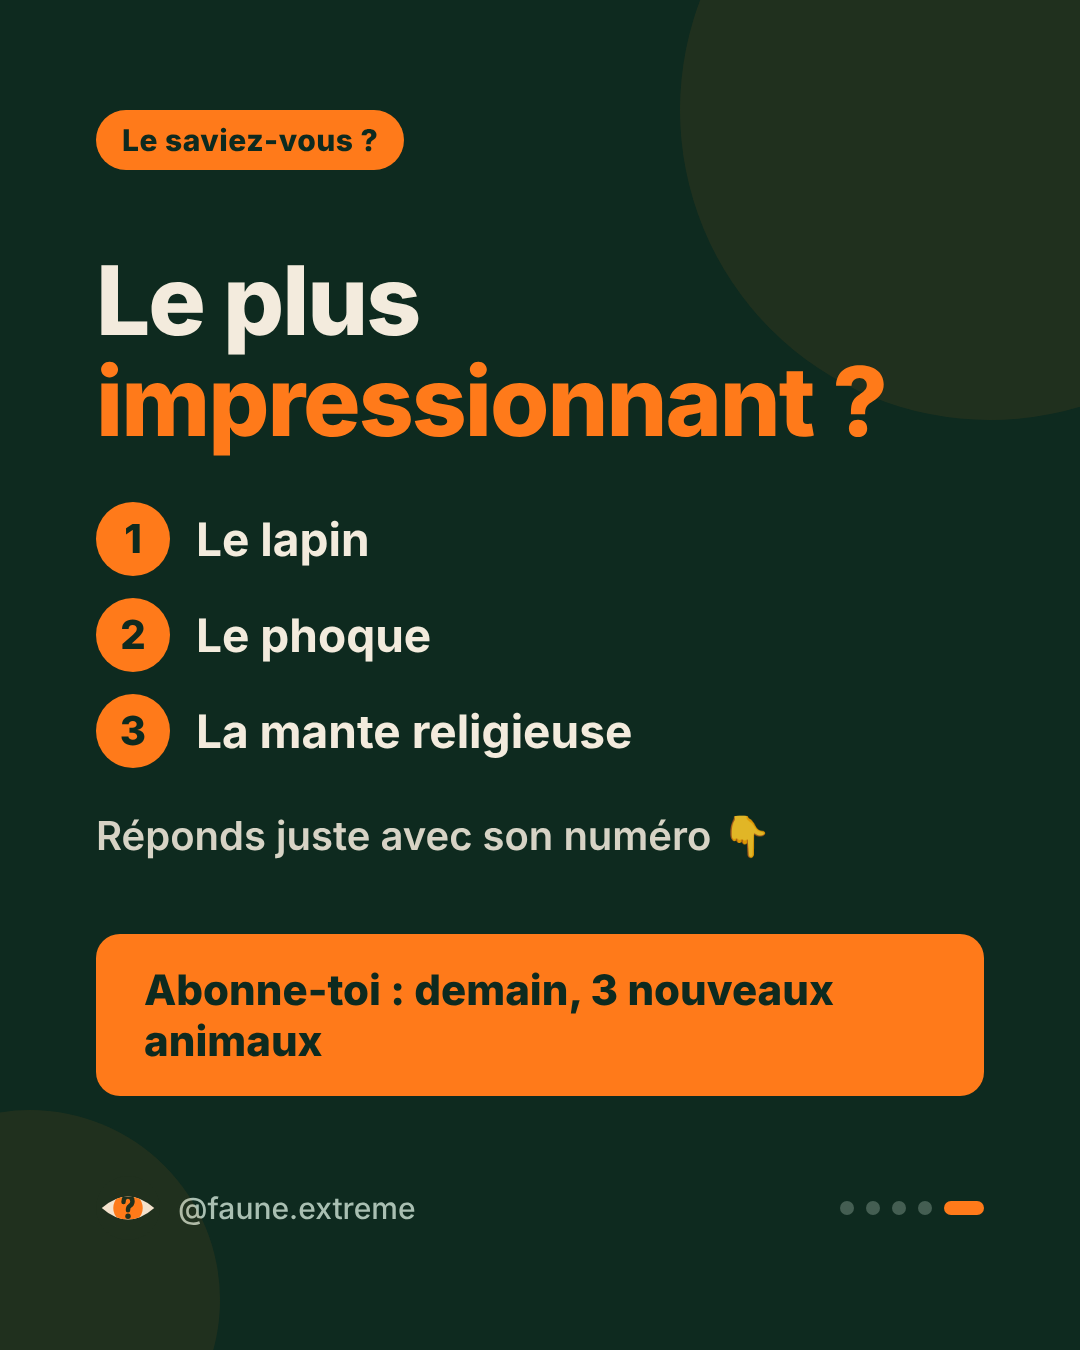 Le saviez-vous ?
Le plus
impressionnant ?
1 Le lapin
2 Le phoque
3 La mante religieuse
Réponds juste avec son numéro 👇
Abonne-toi : demain, 3 nouveaux
animaux
? @faune.extreme